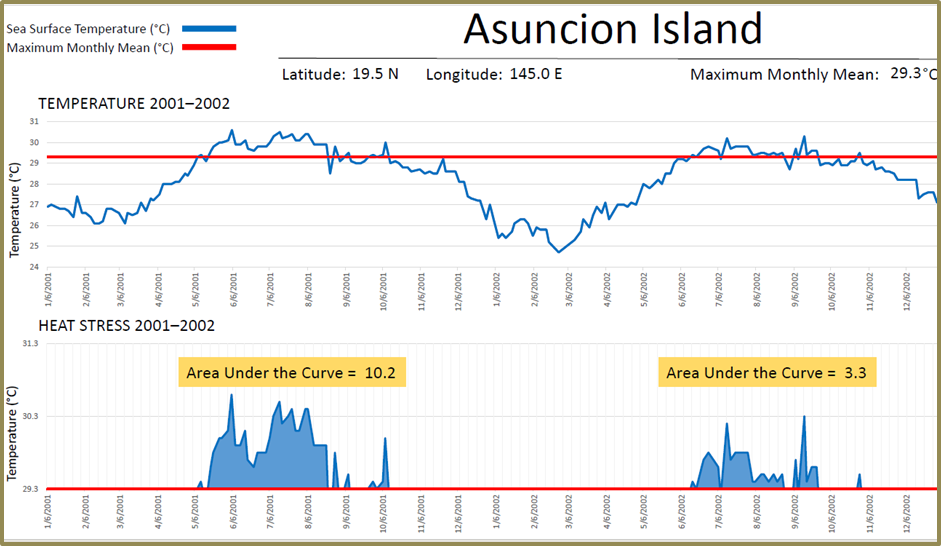 Asuncion Island
Sea Surface Temperature (°C)
Maximum Monthly Mean (°C)
Latitude: 19.5 N Longitude: 145.0 E Maximum Monthly Mean: 29.3°C
TEMPERATURE 2001–2002
Temperature (°C)
31
30
29
28
27
26
25
24
1/6/2001 2/6/2001 3/6/2001 4/6/2001 5/6/2001 6/6/2001 7/6/2001 8/6/2001 9/6/2001 10/6/2001 11/6/2001 12/6/2001 1/6/2002 2/6/2002 3/6/2002 4/6/2002 5/6/2002 6/6/2002 7/6/2002 8/6/2002 9/6/2002 10/6/2002 11/6/2002 12/6/2002
HEAT STRESS 2001–2002
Temperature (°C)
31.3
30.3
29.3
Area Under the Curve = 10.2
Area Under the Curve = 3.3
1/6/2001 2/6/2001 3/6/2001 4/6/2001 5/6/2001 6/6/2001 7/6/2001 8/6/2001 9/6/2001 10/6/2001 11/6/2001 12/6/2001 1/6/2002 2/6/2002 3/6/2002 4/6/2002 5/6/2002 6/6/2002 7/6/2002 8/6/2002 9/6/2002 10/6/2002 11/6/2002 12/6/2002